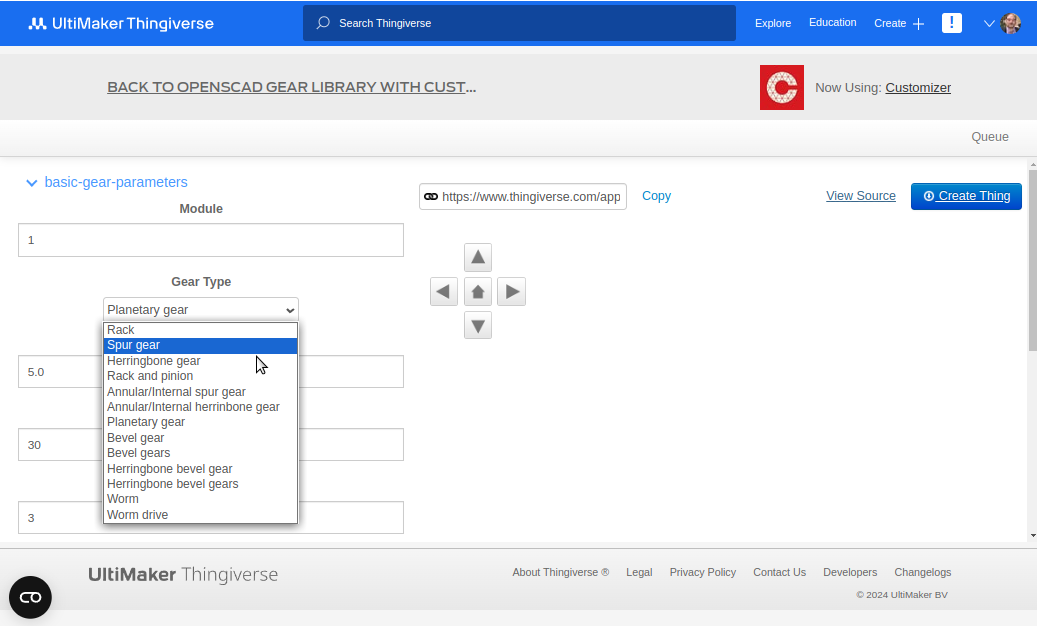 UltiMaker Thingiverse
Search Thingiverse
Explore
Education
Create
!
BACK TO OPENSCAD GEAR LIBRARY WITH CUST...
Now Using: Customizer
Queue
basic-gear-parameters
Module
1
Gear Type
Planetary gear
Rack
Spur gear
Herringbone gear
Rack and pinion
Annular/Internal spur gear
Annular/Internal herrinbone gear
Planetary gear
Bevel gear
Bevel gears
Herringbone bevel gear
Herringbone bevel gears
Worm
Worm drive
5.0
30
3
https://www.thingiverse.com/app
Copy
View Source
Create Thing
UltiMaker Thingiverse
About Thingiverse ®
Legal
Privacy Policy
Contact Us
Developers
Changelogs
© 2024 UltiMaker BV